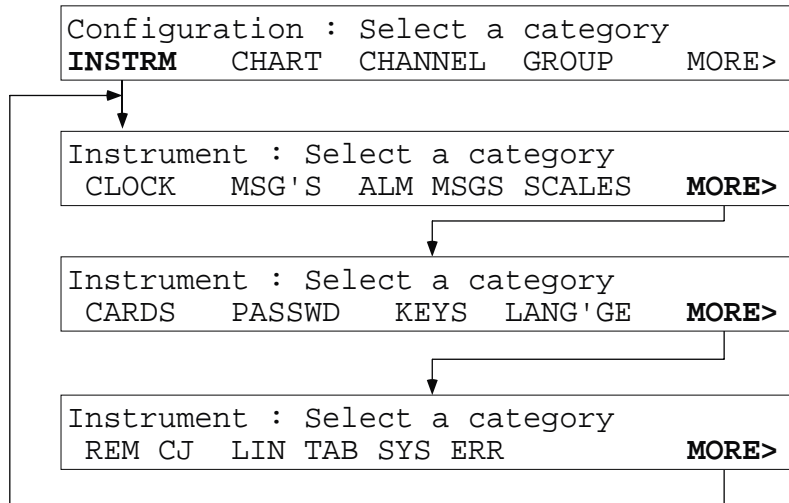 Configuration : Select a category
INSTRM CHART CHANNEL GROUP MORE>
Instrument : Select a category
CLOCK MSG'S ALM MSGS SCALES MORE>
Instrument : Select a category
CARDS PASSWD KEYS LANG'GE MORE>
Instrument : Select a category
REM CJ LIN TAB SYS ERR MORE>